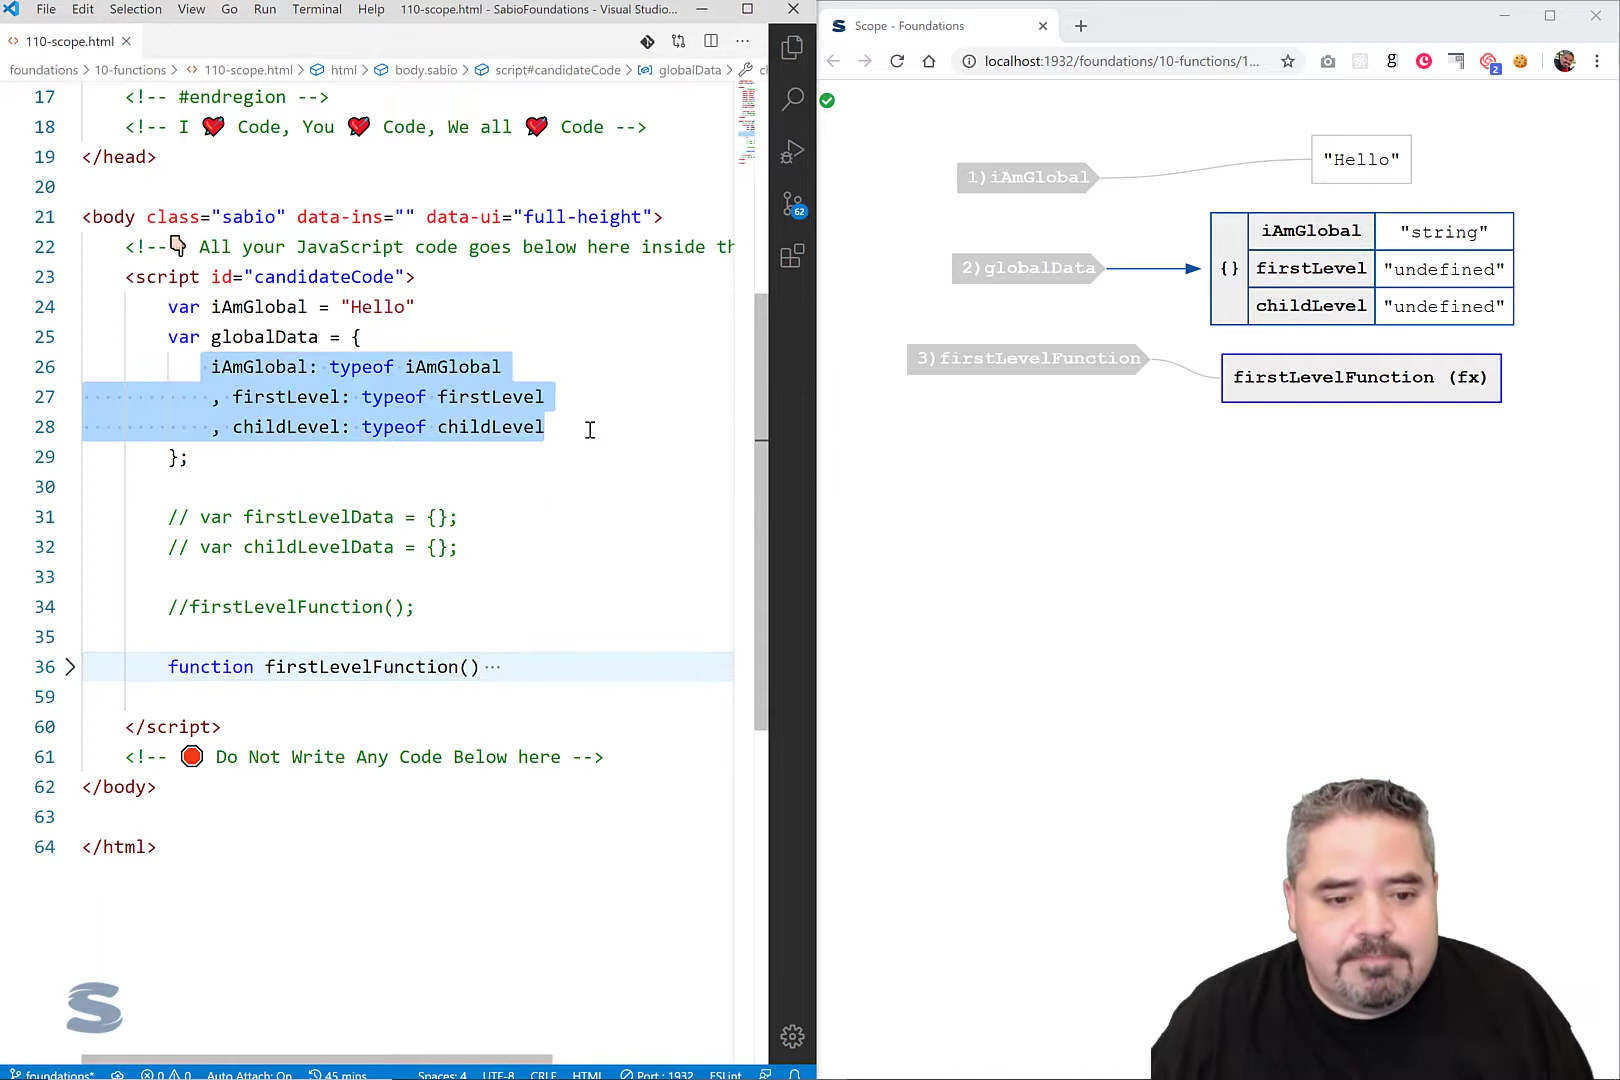 File Edit Selection View Go Run Terminal Help 110-scope.html - SabioFoundations - Visual Studio...
110-scope.html
foundations > 10-functions > 110-scope.html > html > body.sabio > script#candidateCode > globalData >
17 <!-- #endregion -->
18 <!-- I ❤ Code, You ❤ Code, We all ❤ Code -->
19 </head>
20
21 <body class="sabio" data-ins="" data-ui="full-height">
22 <!--👇 All your JavaScript code goes below here inside th
23 <script id="candidateCode">
24 var iAmGlobal = "Hello"
25 var globalData = {
26 iAmGlobal: typeof iAmGlobal
27 , firstLevel: typeof firstLevel
28 , childLevel: typeof childLevel
29 };
30
31 // var firstLevelData = {};
32 // var childLevelData = {};
33
34 //firstLevelFunction();
35
36 function firstLevelFunction() ...
59
60 </script>
61 <!-- 🛑 Do Not Write Any Code Below here -->
62 </body>
63
64 </html>
62
foundations* 0 0 Auto Attach: On 45 mins Spaces: 4 UTF-8 CRLF HTML Port : 1932 ESLint
Scope - Foundations
localhost:1932/foundations/10-functions/1...
g
2
1)iAmGlobal
"Hello"
2)globalData
{}
iAmGlobal "string"
firstLevel "undefined"
childLevel "undefined"
3)firstLevelFunction
firstLevelFunction (fx)